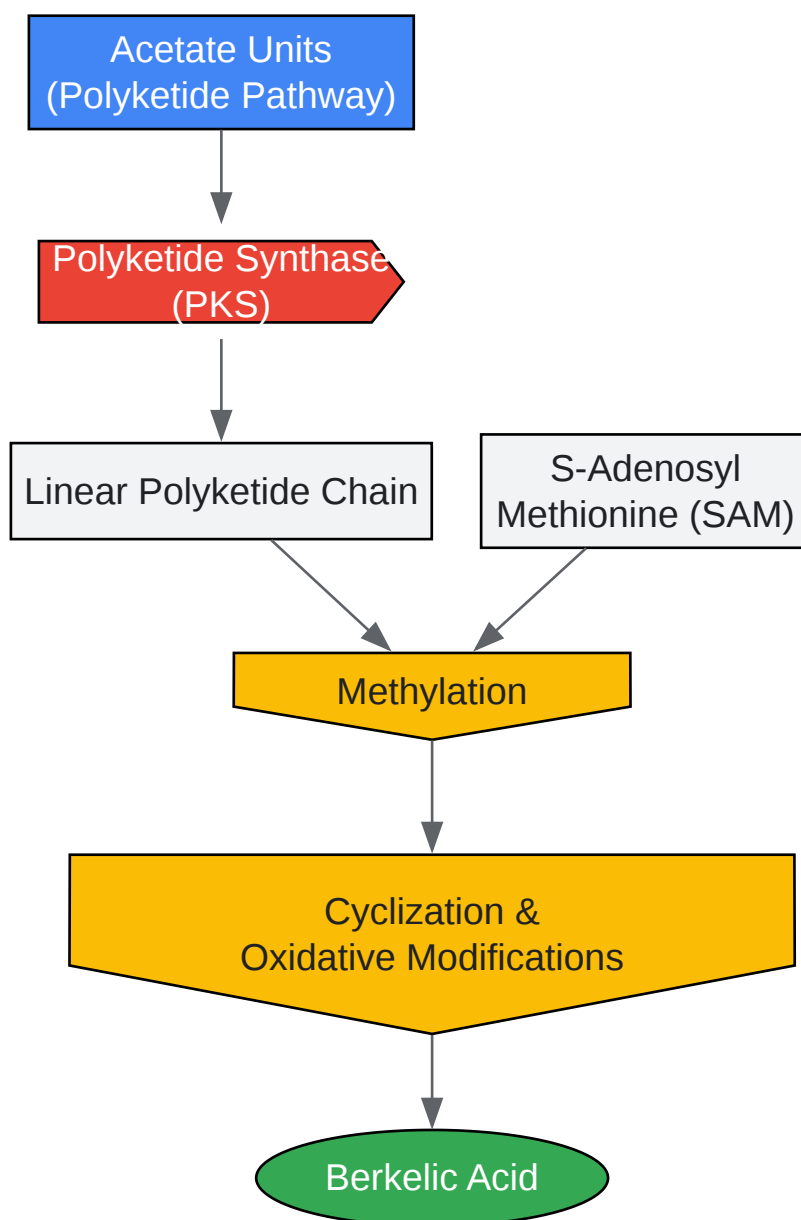 Acetate Units
(Polyketide Pathway)
Polyketide Synthase
(PKS)
Linear Polyketide Chain
S-Adenosyl
Methionine (SAM)
Methylation
Cyclization &
Oxidative Modifications
Berkelic Acid